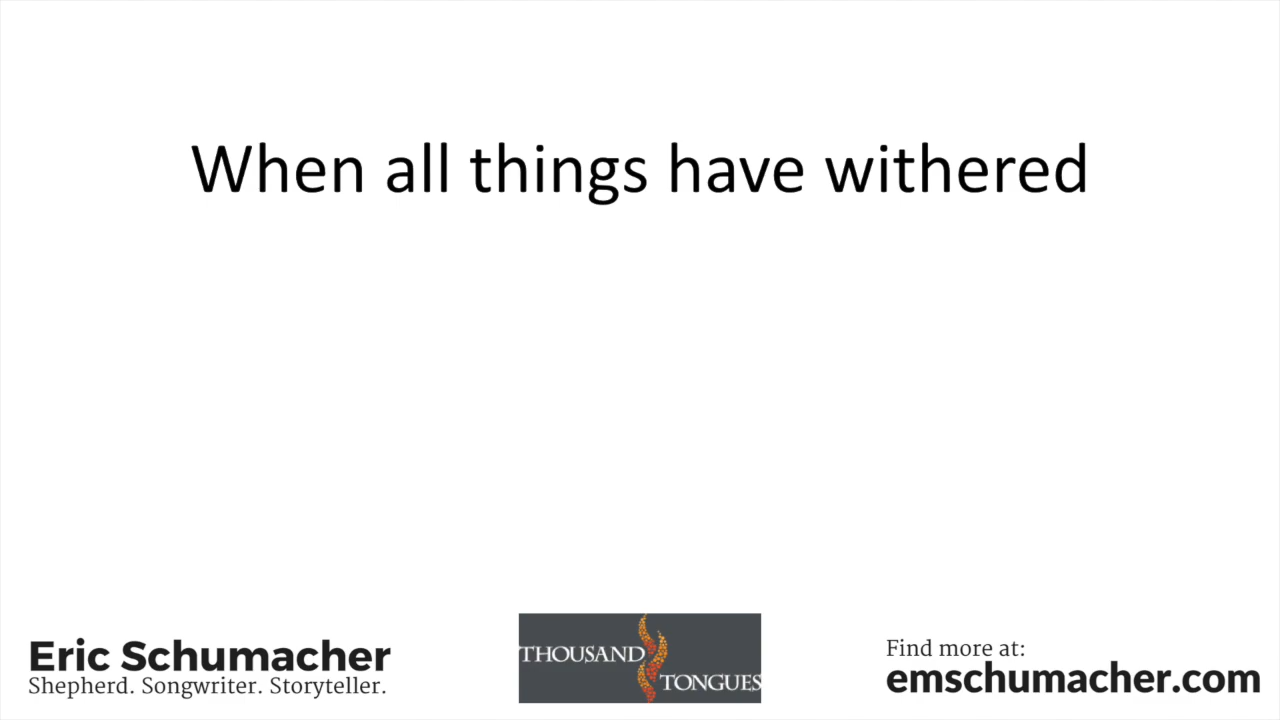 When all things have withered
Eric Schumacher
Shepherd. Songwriter. Storyteller.
THOUSAND
TONGUES
Find more at:
emschumacher.com